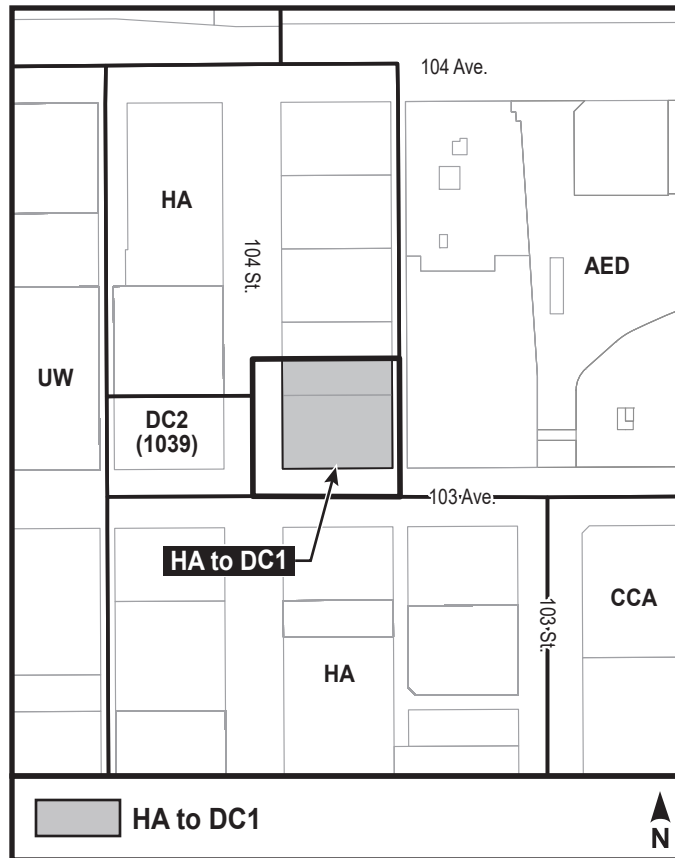 104 Ave.
HA
104 St.
AED
UW
DC2
(1039)
103 Ave.
HA to DC1
CCA
103 St.
HA
HA to DC1
N